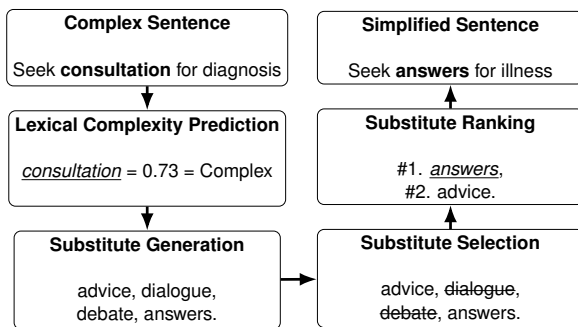 Complex Sentence
Seek consultation for diagnosis
Lexical Complexity Prediction
consultation = 0.73 = Complex
Substitute Generation
advice, dialogue,
debate, answers.
Substitute Selection
advice, dialogue,
debate, answers.
Substitute Ranking
#1. answers,
#2. advice.
Simplified Sentence
Seek answers for illness